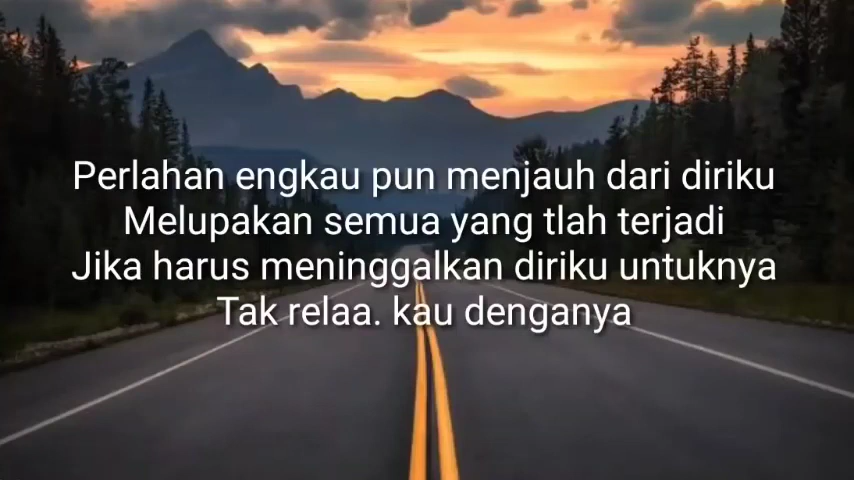 Perlahan engkau pun menjauh dari diriku
Melupakan semua yang tlah terjadi
Jika harus meninggalkan diriku untuknya
Tak relaa. kau denganya